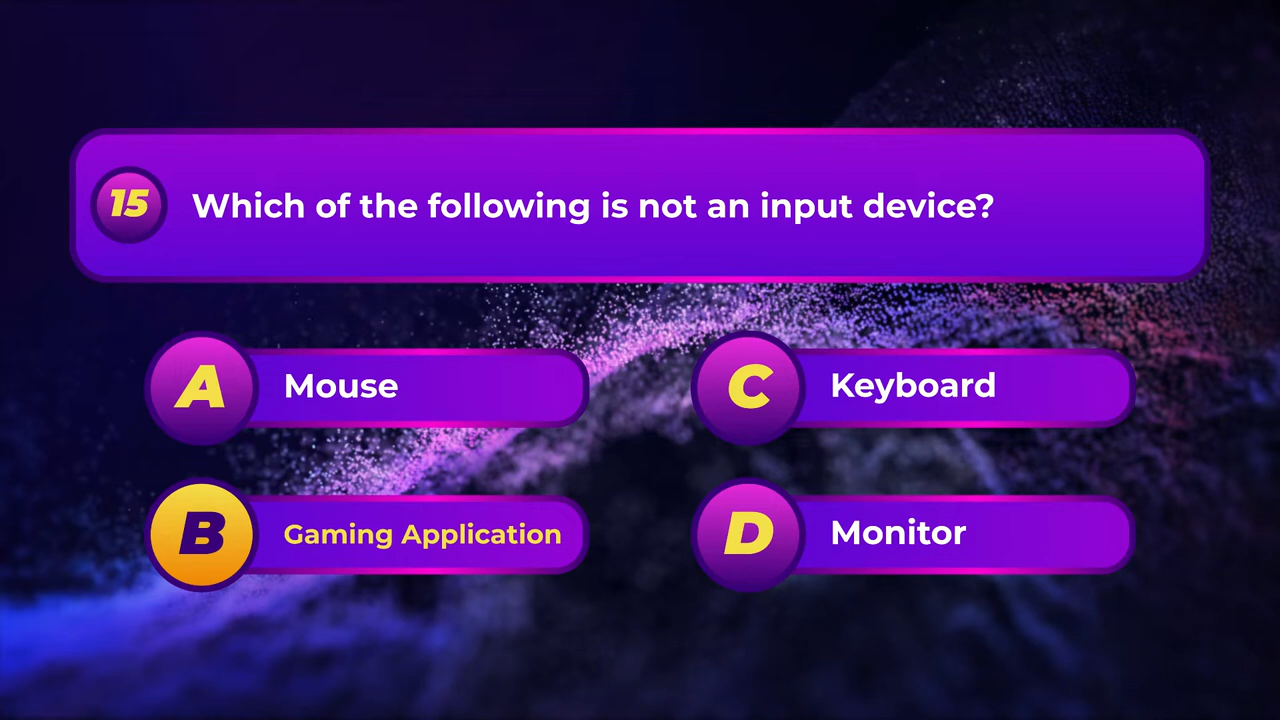 15 Which of the following is not an input device?
A Mouse
B Gaming Application
C Keyboard
D Monitor